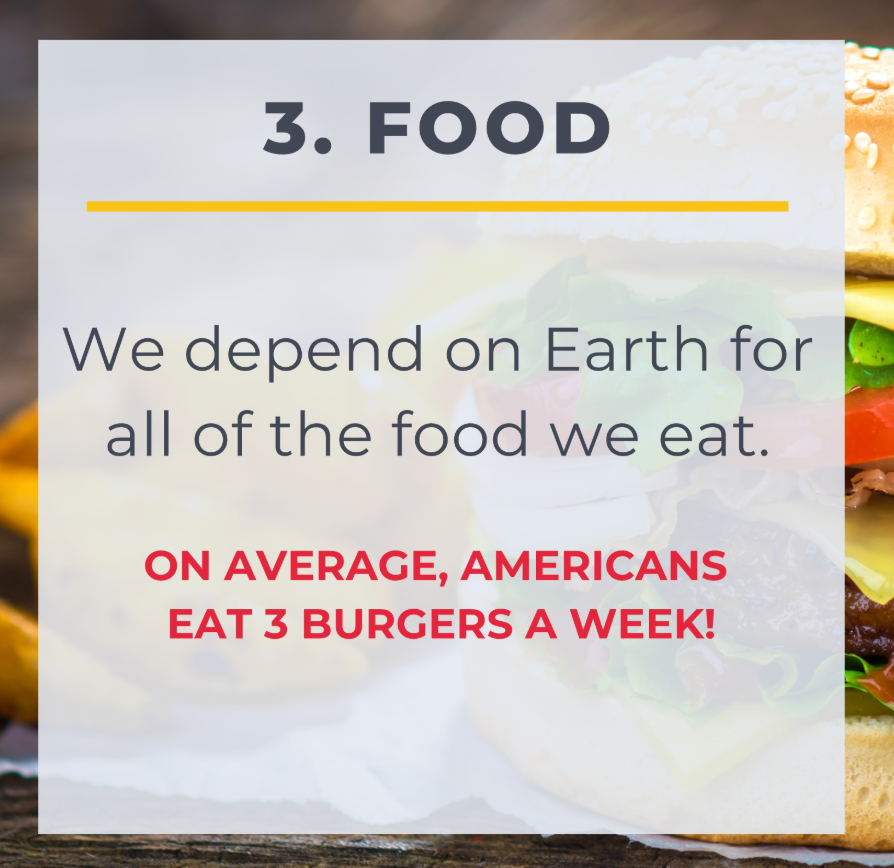 3. FOOD
We depend on Earth for
all of the food we eat.
ON AVERAGE, AMERICANS
EAT 3 BURGERS A WEEK!